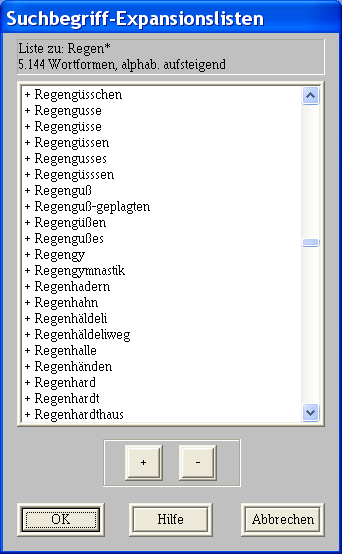 Suchbegriff-Expansionslisten
Liste zu: Regen*
5.144 Wortformen, alphab. aufsteigend
+ Regengüsschen
+ Regengusse
+ Regengüsse
+ Regengüssen
+ Regengusses
+ Regengüsssen
+ Regenguß
+ Regenguß-geplagten
+ Regengüßen
+ Regengußes
+ Regengy
+ Regengymnastik
+ Regenhadern
+ Regenhahn
+ Regenhäldeli
+ Regenhäldeliweg
+ Regenhalle
+ Regenhänden
+ Regenhard
+ Regenhardt
+ Regenhardthaus
+ -
OK Hilfe Abbrechen